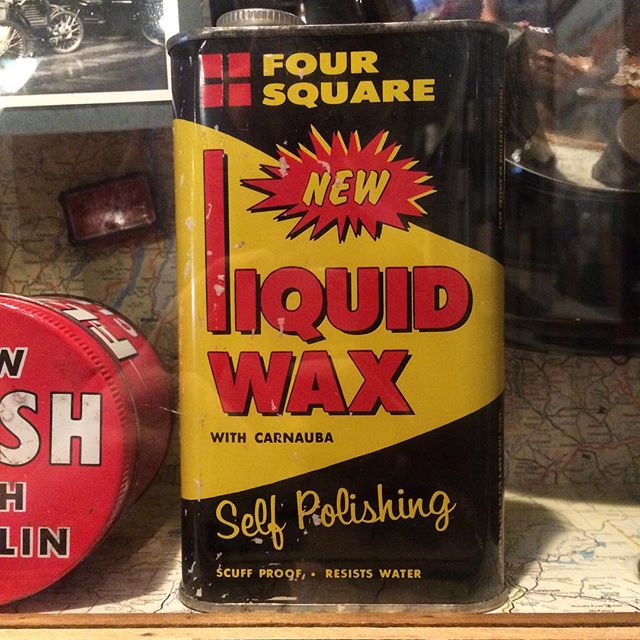 FOUR
SQUARE
NEW
LIQUID
WAX
WITH CARNAUBA
Self Polishing
SCUFF PROOF • RESISTS WATER
W
SH
H
LIN